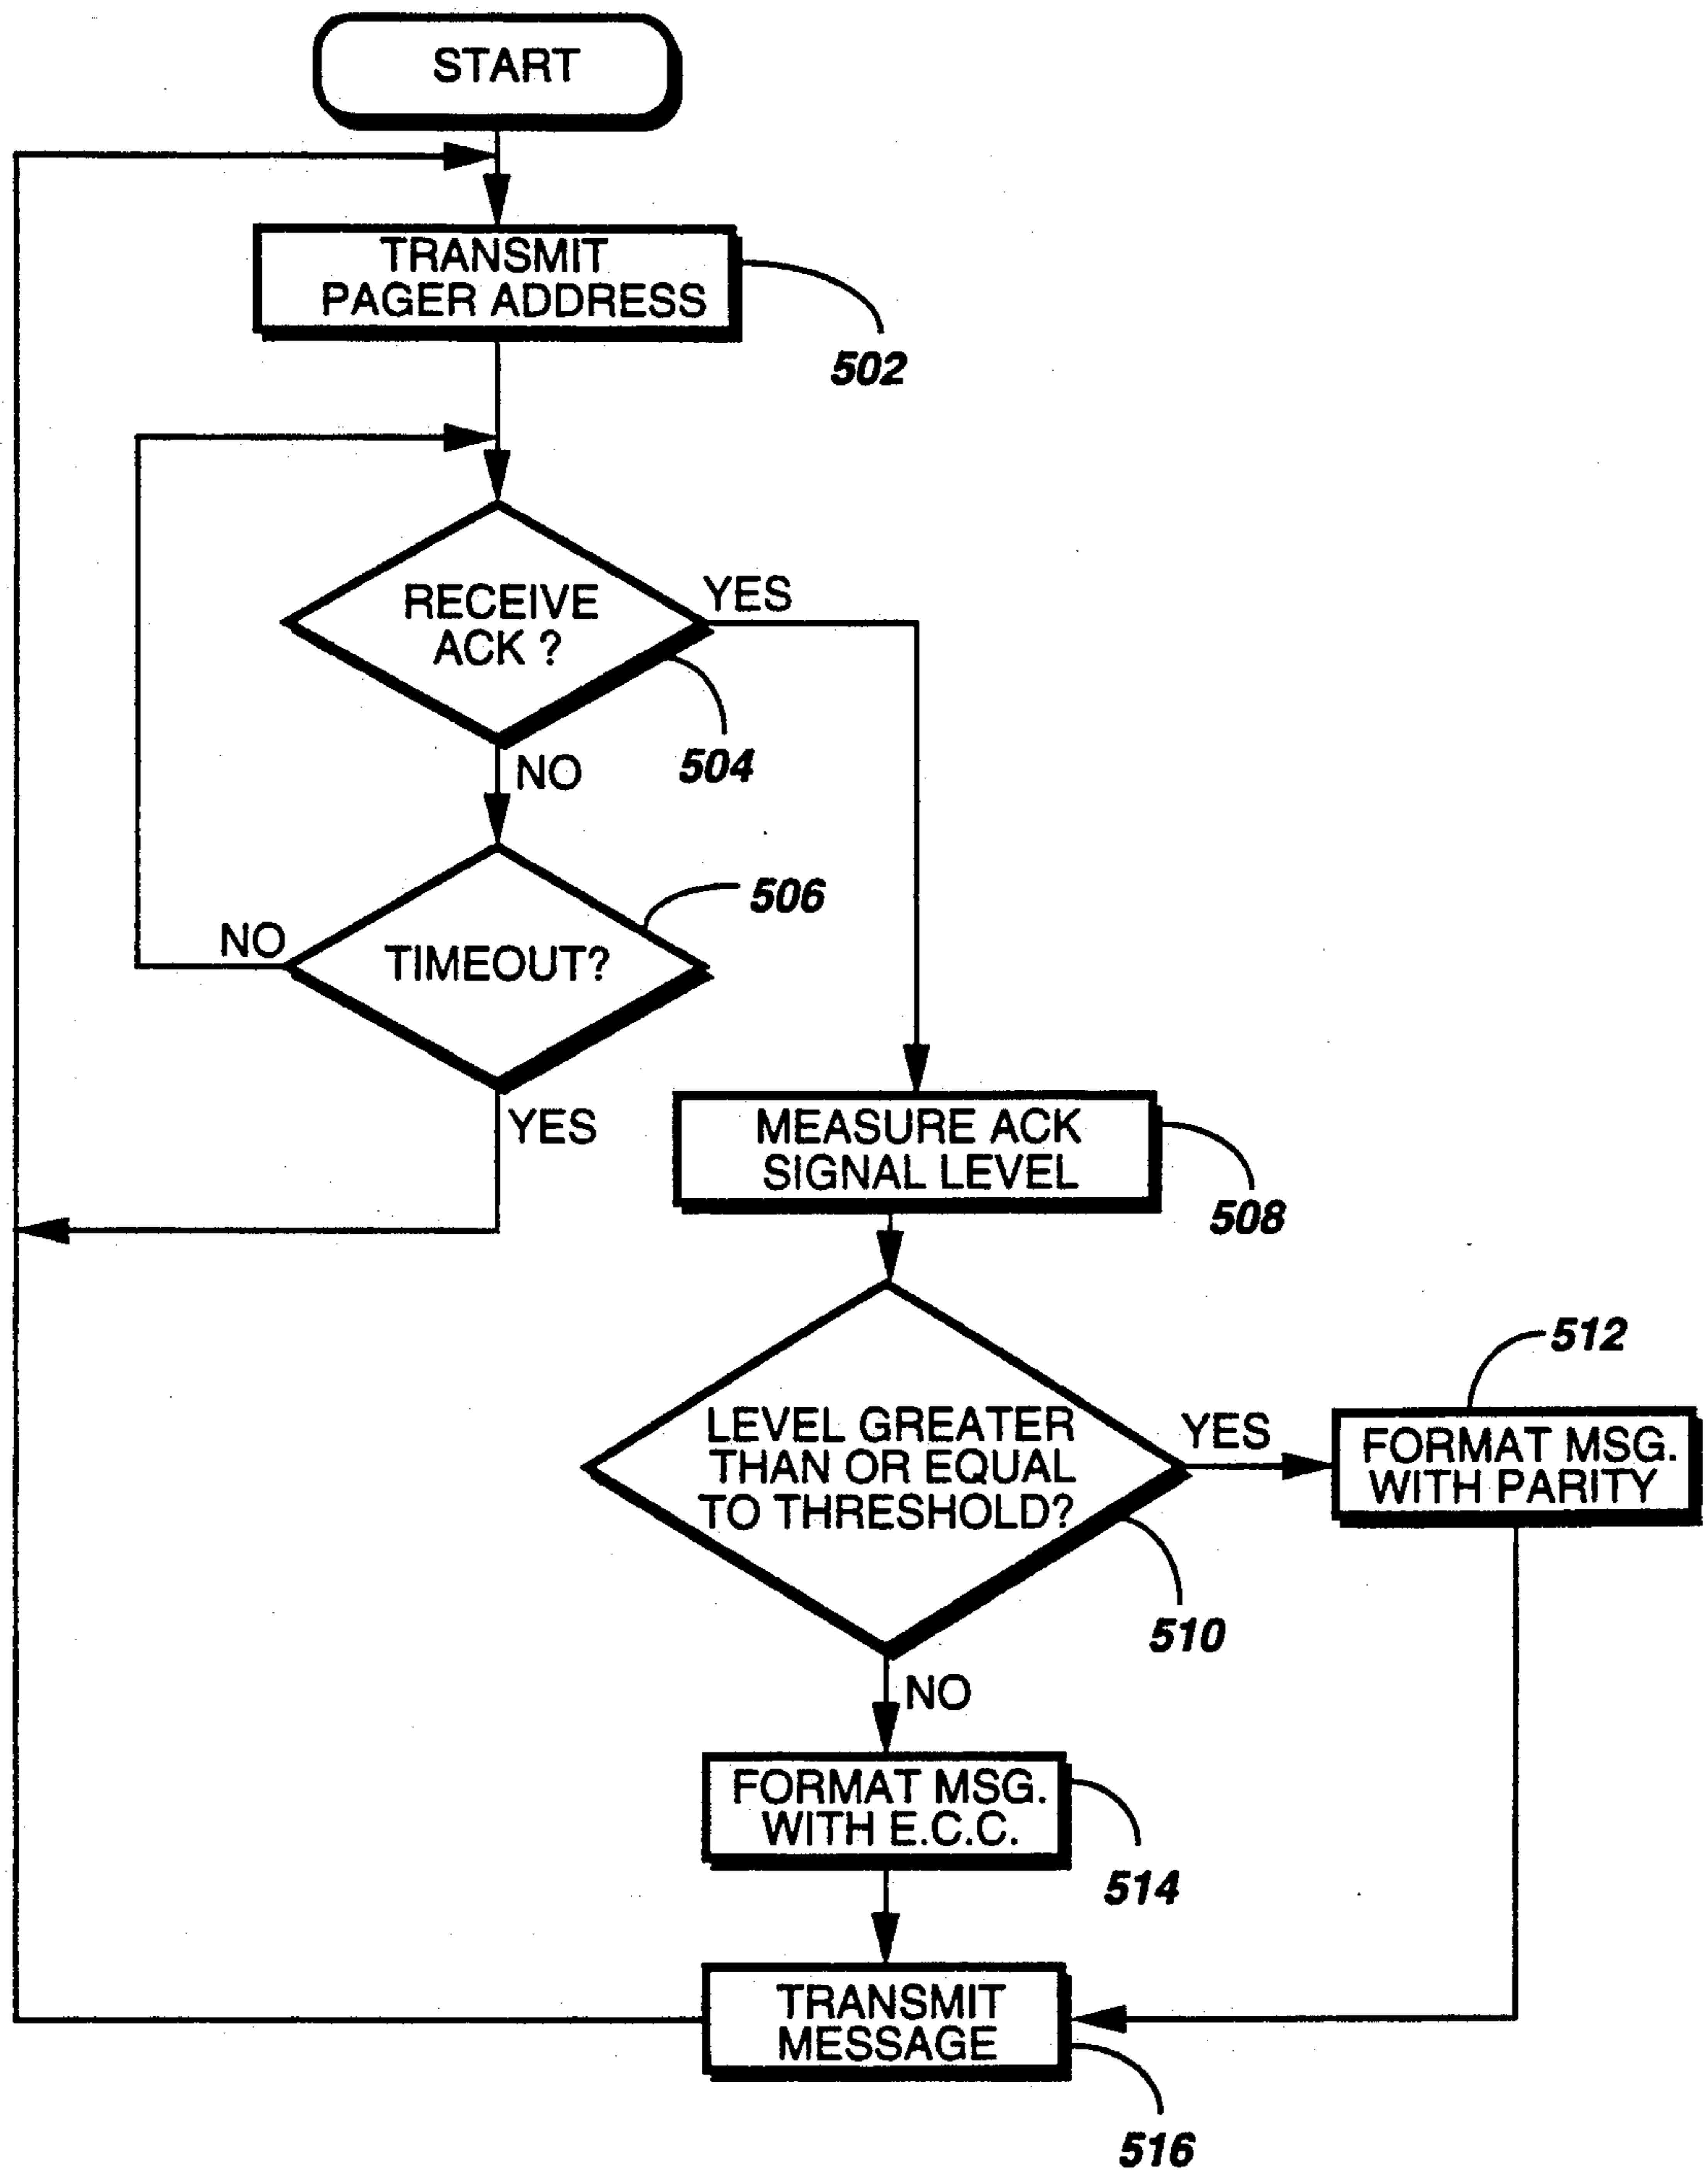 START
TRANSMIT
PAGER ADDRESS
502
RECEIVE
ACK ?
YES
504
NO
506
TIMEOUT?
NO
YES
MEASURE ACK
SIGNAL LEVEL
508
512
LEVEL GREATER
THAN OR EQUAL
TO THRESHOLD?
YES
FORMAT MSG.
WITH PARITY
510
NO
FORMAT MSG.
WITH E.C.C.
514
TRANSMIT
MESSAGE
516